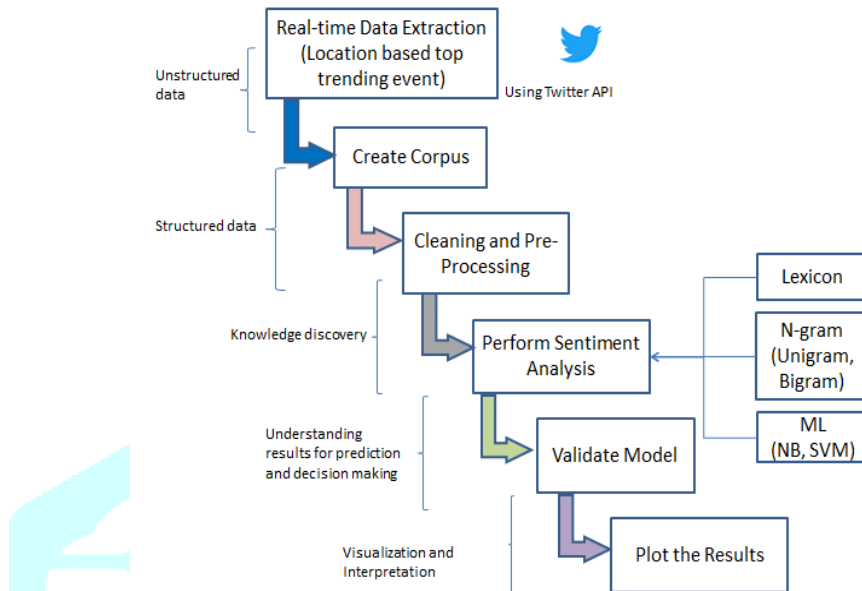 Real-time Data Extraction
(Location based top
trending event)
Using Twitter API
Unstructured
data
Create Corpus
Structured data
Cleaning and Pre-
Processing
Lexicon
Knowledge discovery
Perform Sentiment
Analysis
N-gram
(Unigram,
Bigram)
ML
(NB, SVM)
Understanding
results for prediction
and decision making
Validate Model
Visualization and
Interpretation
Plot the Results